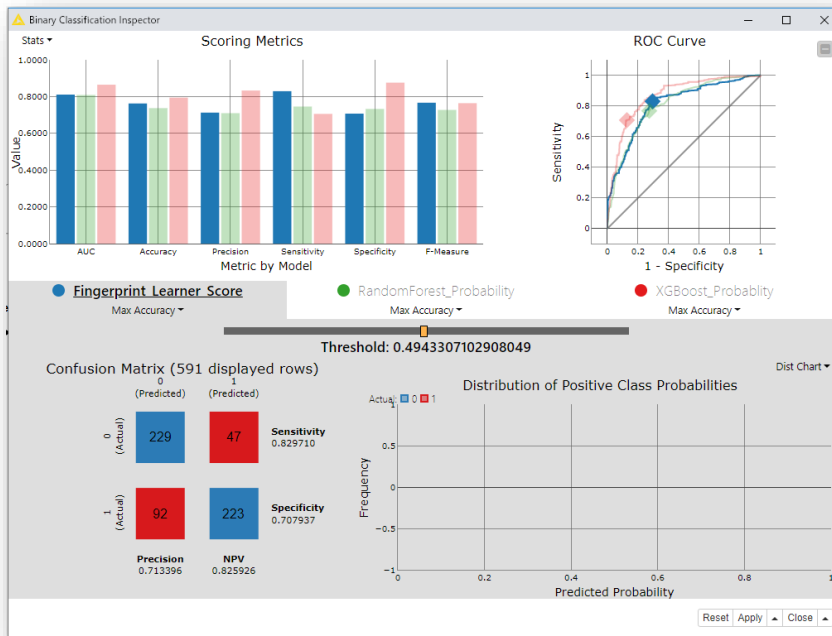 Binary Classification Inspector
Stats
Scoring Metrics
1.0000
0.8000
0.6000
0.4000
0.2000
0.0000
Value
AUC Accuracy Precision Sensitivity Specificity F-Measure
Metric by Model
ROC Curve
1
0.8
0.6
0.4
0.2
0
Sensitivity
0 0.2 0.4 0.6 0.8 1
1 - Specificity
Fingerprint Learner Score
Max Accuracy
RandomForest_Probability
Max Accuracy
XGBoost_Probablity
Max Accuracy
Threshold: 0.4943307102908049
Confusion Matrix (591 displayed rows)
0
(Predicted)
1
(Predicted)
0
(Actual)
229
47
Sensitivity
0.829710
1
(Actual)
92
223
Specificity
0.707937
Precision
0.713396
NPV
0.825926
Dist Chart
Distribution of Positive Class Probabilities
Actual: 0 1
1
0.5
0
−0.5
−1
Frequency
0 0.2 0.4 0.6 0.8 1
Predicted Probability
Reset Apply Close